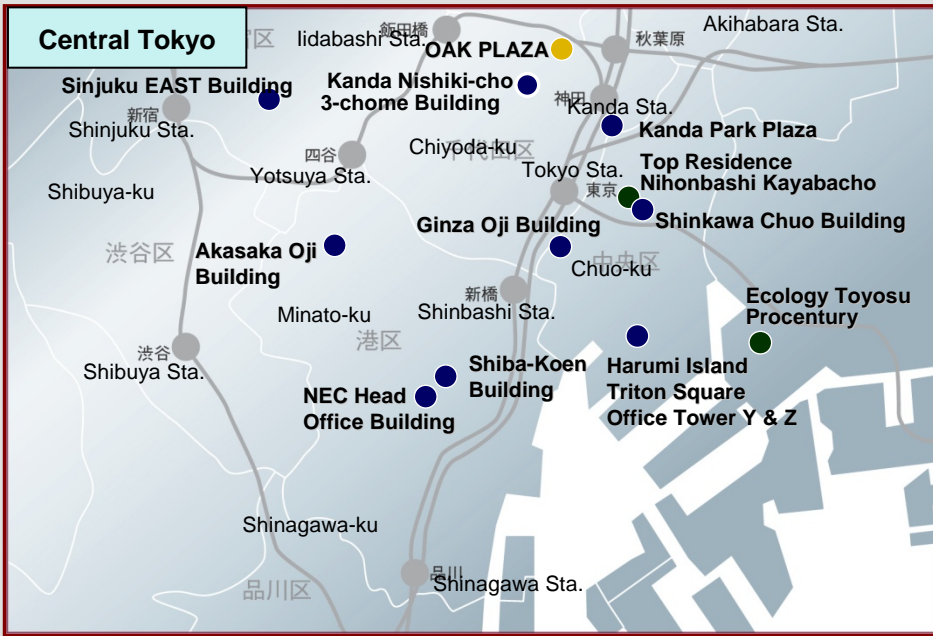 Central Tokyo
宿区
飯田橋
Iidabashi Sta.
Akihabara Sta.
秋葉原
OAK PLAZA
Sinjuku EAST Building
新宿
Shinjuku Sta.
Kanda Nishiki-cho
3-chome Building
神田
Kanda Sta.
Kanda Park Plaza
四谷
Yotsuya Sta.
Chiyoda-ku
千代田区
Tokyo Sta.
東京
Top Residence
Nihonbashi Kayabacho
Shibuya-ku
渋谷区
Shinkawa Chuo Building
Akasaka Oji
Building
Ginza Oji Building
中央区
Chuo-ku
新橋
Shinbashi Sta.
Minato-ku
港区
Ecology Toyosu
Procentury
渋谷
Shibuya Sta.
Shiba-Koen
Building
NEC Head
Office Building
Harumi Island
Triton Square
Office Tower Y & Z
Shinagawa-ku
品川区
品川
Shinagawa Sta.